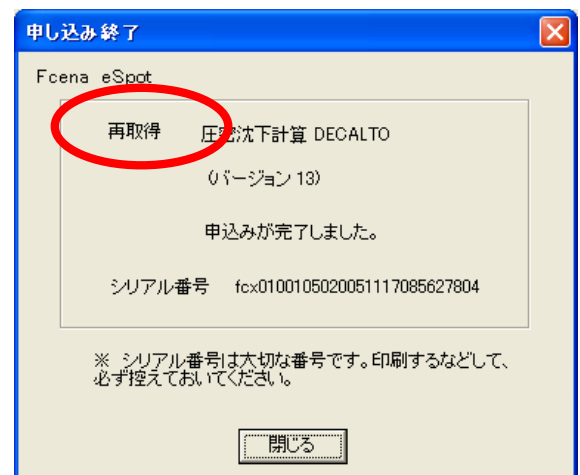 申し込み終了
Fcena eSpot
再取得 圧密沈下計算 DECALTO
(バージョン 13)
申込みが完了しました。
シリアル番号 fcx0100105020051117085627804
※ シリアル番号は大切な番号です。印刷するなどして、
必ず控えておいてください。
閉じる